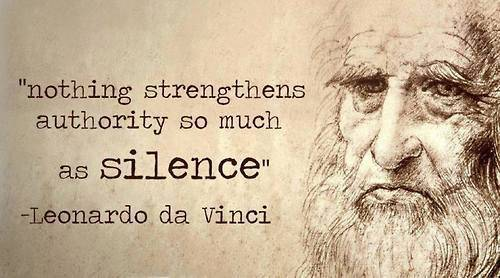 "nothing strengthens
authority so much
as silence"
-Leonardo da Vinci